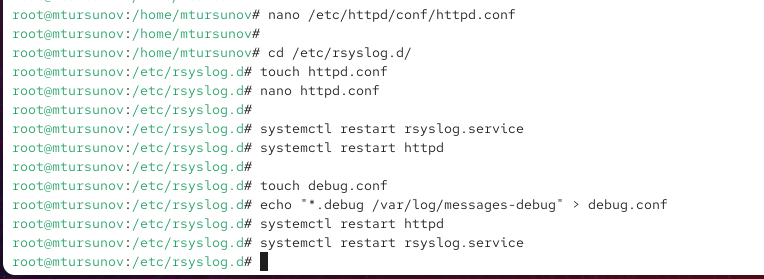 root@mtursunov:/home/mtursunov# nano /etc/httpd/conf/httpd.conf
root@mtursunov:/home/mtursunov#
root@mtursunov:/home/mtursunov# cd /etc/rsyslog.d/
root@mtursunov:/etc/rsyslog.d# touch httpd.conf
root@mtursunov:/etc/rsyslog.d# nano httpd.conf
root@mtursunov:/etc/rsyslog.d#
root@mtursunov:/etc/rsyslog.d# systemctl restart rsyslog.service
root@mtursunov:/etc/rsyslog.d# systemctl restart httpd
root@mtursunov:/etc/rsyslog.d#
root@mtursunov:/etc/rsyslog.d# touch debug.conf
root@mtursunov:/etc/rsyslog.d# echo "*.debug /var/log/messages-debug" > debug.conf
root@mtursunov:/etc/rsyslog.d# systemctl restart httpd
root@mtursunov:/etc/rsyslog.d# systemctl restart rsyslog.service
root@mtursunov:/etc/rsyslog.d#